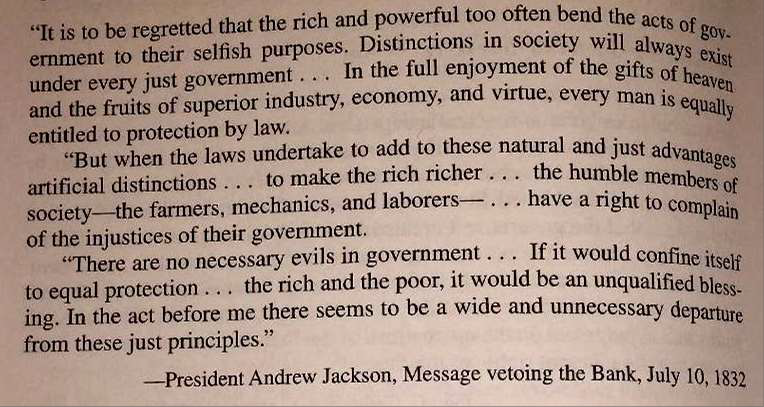 “It is to be regretted that the rich and powerful too often bend the acts of gov-
ernment to their selfish purposes. Distinctions in society will always exist
under every just government . . . In the full enjoyment of the gifts of heaven
and the fruits of superior industry, economy, and virtue, every man is equally
entitled to protection by law.
“But when the laws undertake to add to these natural and just advantages
artificial distinctions . . . to make the rich richer . . . the humble members of
society—the farmers, mechanics, and laborers— . . . have a right to complain
of the injustices of their government.
“There are no necessary evils in government . . . If it would confine itself
to equal protection . . . the rich and the poor, it would be an unqualified bless-
ing. In the act before me there seems to be a wide and unnecessary departure
from these just principles.”
—President Andrew Jackson, Message vetoing the Bank, July 10, 1832